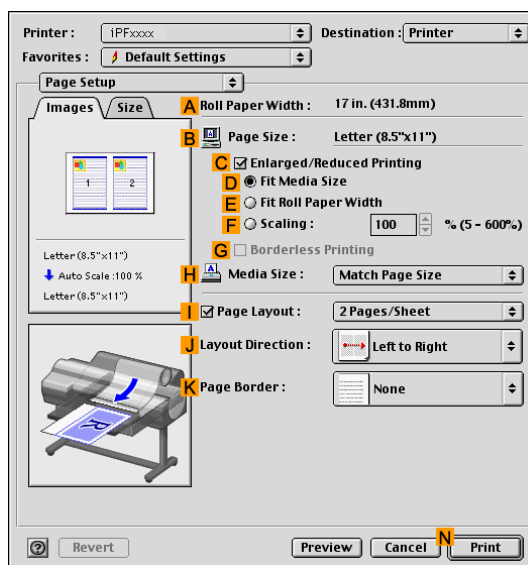 Printer : iPFxxxx Destination : Printer
Favorites : Default Settings
Page Setup
Images Size
A Roll Paper Width : 17 in. (431.8mm)
B Page Size : Letter (8.5"x11")
C Enlarged/Reduced Printing
D Fit Media Size
E Fit Roll Paper Width
F Scaling : 100 % (5 - 600%)
G Borderless Printing
H Media Size : Match Page Size
1 2
Letter (8.5"x11")
Auto Scale :100 %
Letter (8.5"x11")
I Page Layout : 2 Pages/Sheet
J Layout Direction : Left to Right
K Page Border : None
R
? Revert Preview Cancel N Print